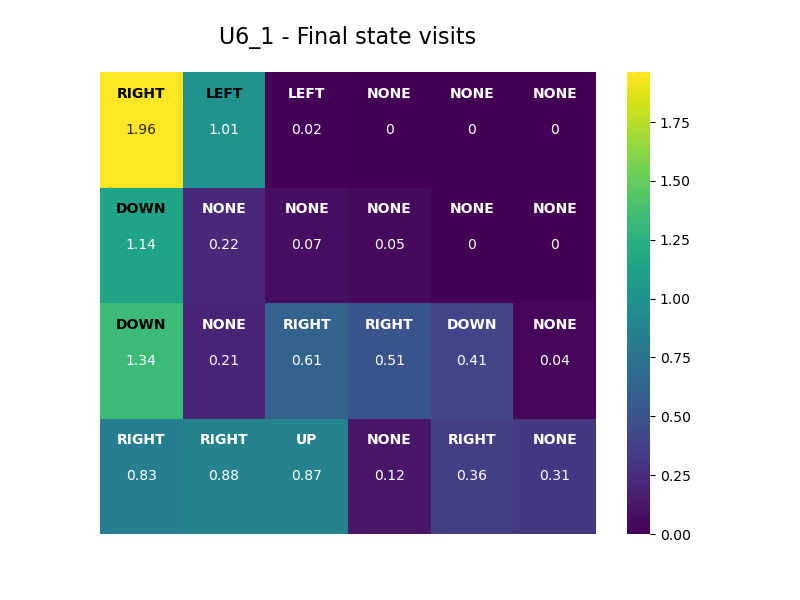 U6_1 - Final state visits
RIGHT LEFT LEFT NONE NONE NONE
1.96 1.01 0.02 0 0 0
DOWN NONE NONE NONE NONE NONE
1.14 0.22 0.07 0.05 0 0
DOWN NONE RIGHT RIGHT DOWN NONE
1.34 0.21 0.61 0.51 0.41 0.04
RIGHT RIGHT UP NONE RIGHT NONE
0.83 0.88 0.87 0.12 0.36 0.31
1.75
1.50
1.25
1.00
0.75
0.50
0.25
0.00